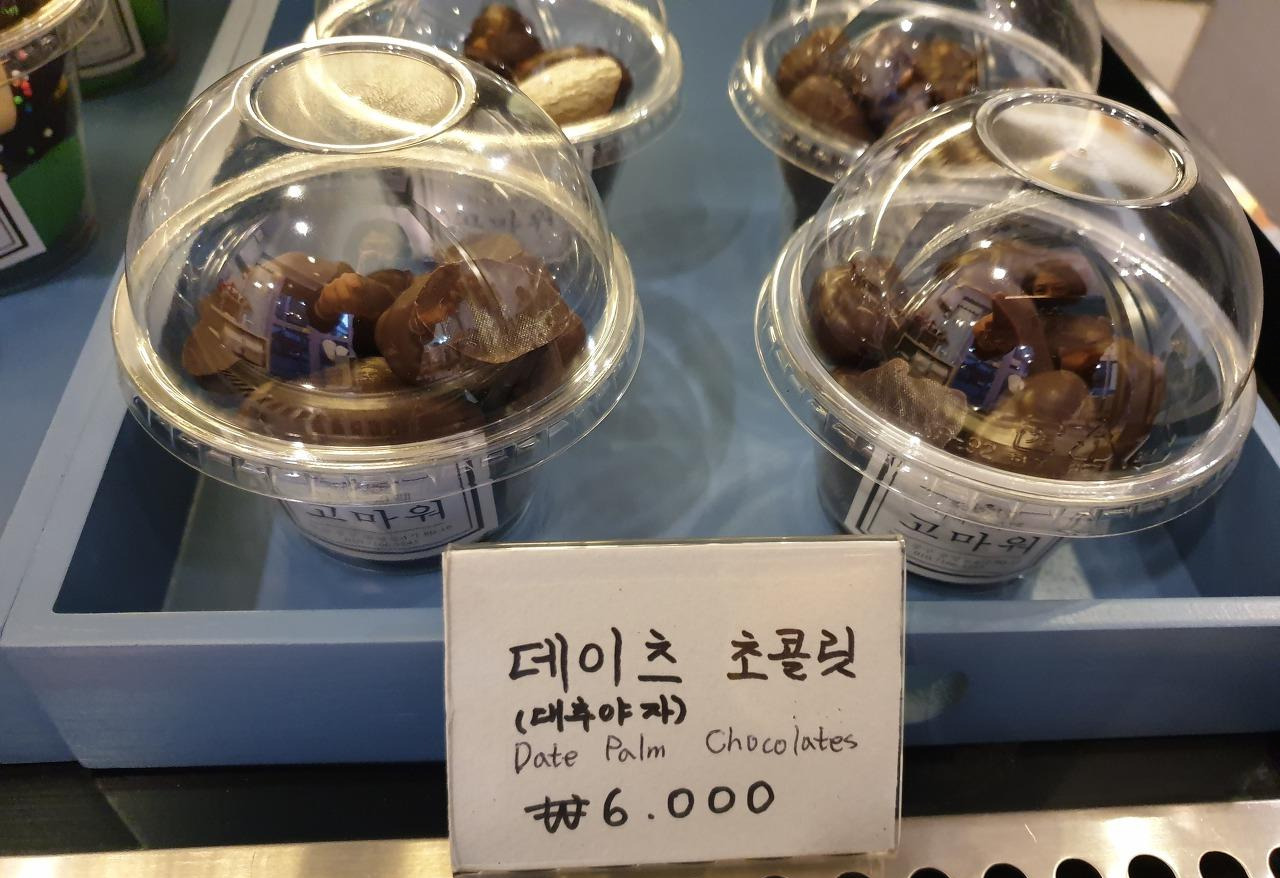 고마워
고마워
데이츠 초콜릿
(대추야자)
Date Palm Chocolates
₩6.000